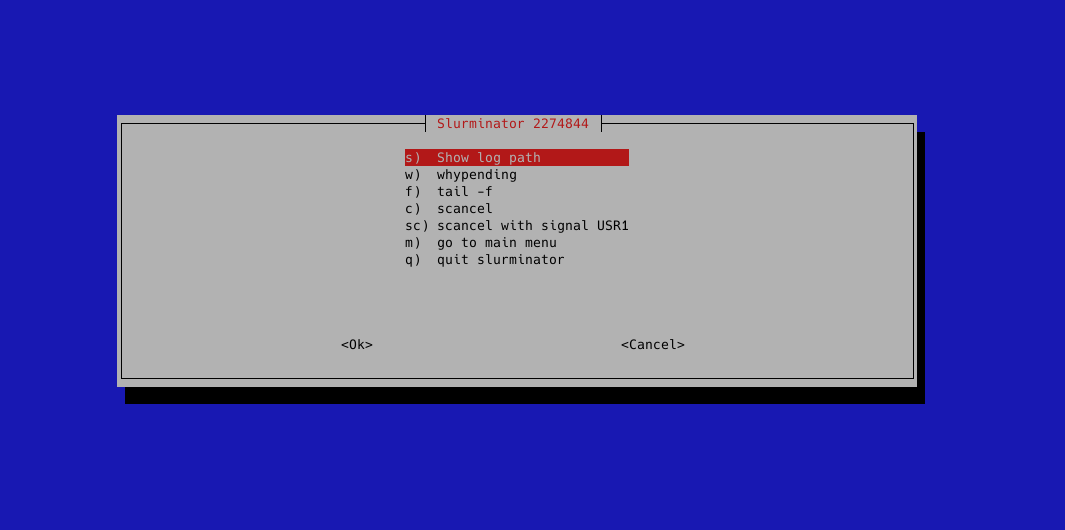 Slurminator 2274844
s) Show log path
w) whypending
f) tail -f
c) scancel
sc) scancel with signal USR1
m) go to main menu
q) quit slurminator
<Ok> <Cancel>